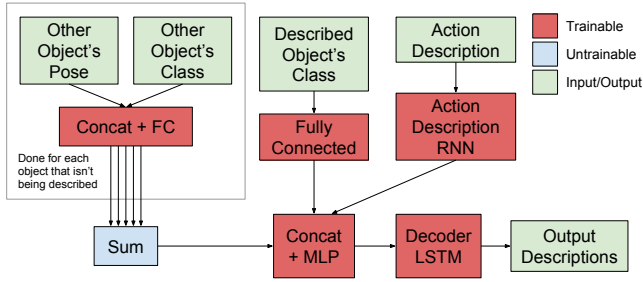 Other
Object's
Pose
Other
Object's
Class
Concat + FC
Done for each
object that isn't
being described
Sum
Described
Object's
Class
Fully
Connected
Action
Description
Action
Description
RNN
Concat
+ MLP
Decoder
LSTM
Output
Descriptions
Trainable
Untrainable
Input/Output